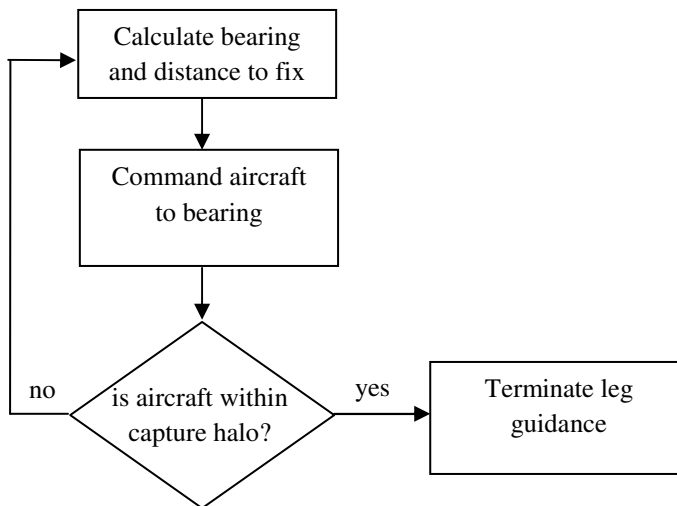 Calculate bearing
and distance to fix
Command aircraft
to bearing
no
is aircraft within
capture halo?
yes
Terminate leg
guidance